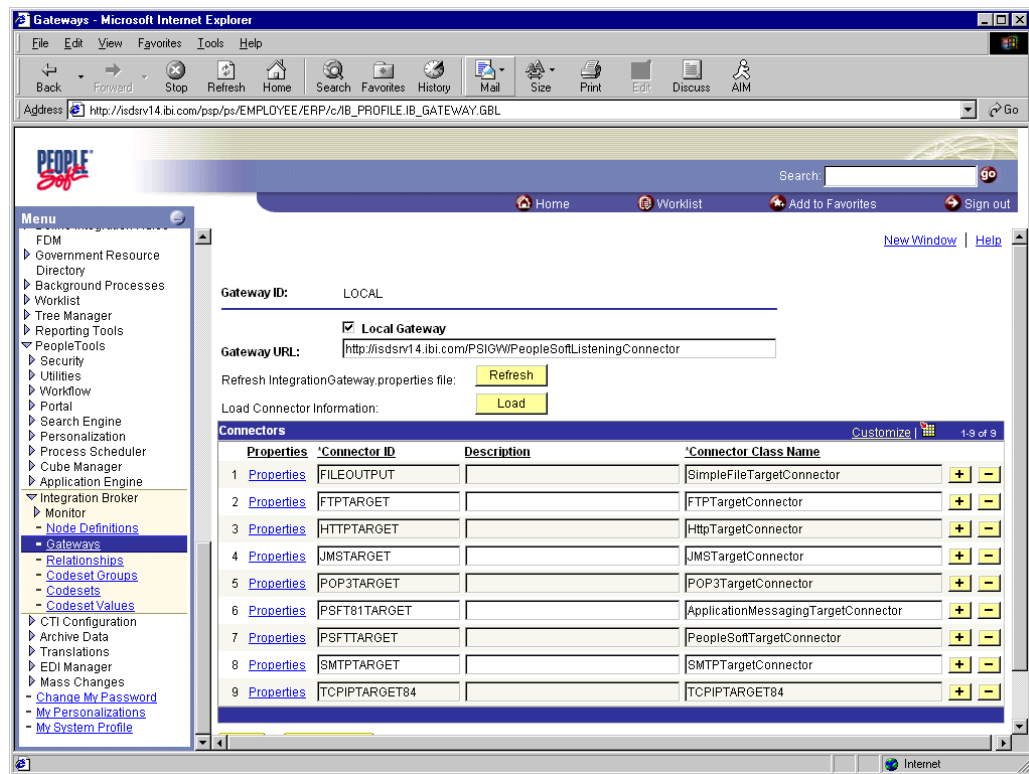 Gateways - Microsoft Internet Explorer
File Edit View Favorites Tools Help
Back Forward Stop Refresh Home Search Favorites History Mail Size Print Edit Discuss AIM
Address http://isdsrv14.ibi.com/psp/ps/EMPLOYEE/ERP/c/IB_PROFILE.IB_GATEWAY.GBL Go
PEOPLE
Soft
Search: go
Home Worklist Add to Favorites Sign out
Menu
FDM
Government Resource
Directory
Background Processes
Worklist
Tree Manager
Reporting Tools
PeopleTools
Security
Utilities
Workflow
Portal
Search Engine
Personalization
Process Scheduler
Cube Manager
Application Engine
Integration Broker
Monitor
- Node Definitions
- Gateways
- Relationships
- Codeset Groups
- Codesets
- Codeset Values
CTI Configuration
Archive Data
Translations
EDI Manager
Mass Changes
- Change My Password
- My Personalizations
- My System Profile
New Window | Help
Gateway ID: LOCAL
Local Gateway
Gateway URL: http://isdsrv14.ibi.com/PSIGW/PeopleSoftListeningConnector
Refresh IntegrationGateway.properties file: Refresh
Load Connector Information: Load
Connectors Customize | 1-9 of 9
Properties *Connector ID Description *Connector Class Name
1 Properties FILEOUTPUT SimpleFileTargetConnector + -
2 Properties FTPTARGET FTPTargetConnector + -
3 Properties HTTPTARGET HttpTargetConnector + -
4 Properties JMSTARGET JMSTargetConnector + -
5 Properties POP3TARGET POP3TargetConnector + -
6 Properties PSFT81TARGET ApplicationMessagingTargetConnector + -
7 Properties PSFTTARGET PeopleSoftTargetConnector + -
8 Properties SMTPTARGET SMTPTargetConnector + -
9 Properties TCPIPTARGET84 TCPIPTARGET84 + -
Internet